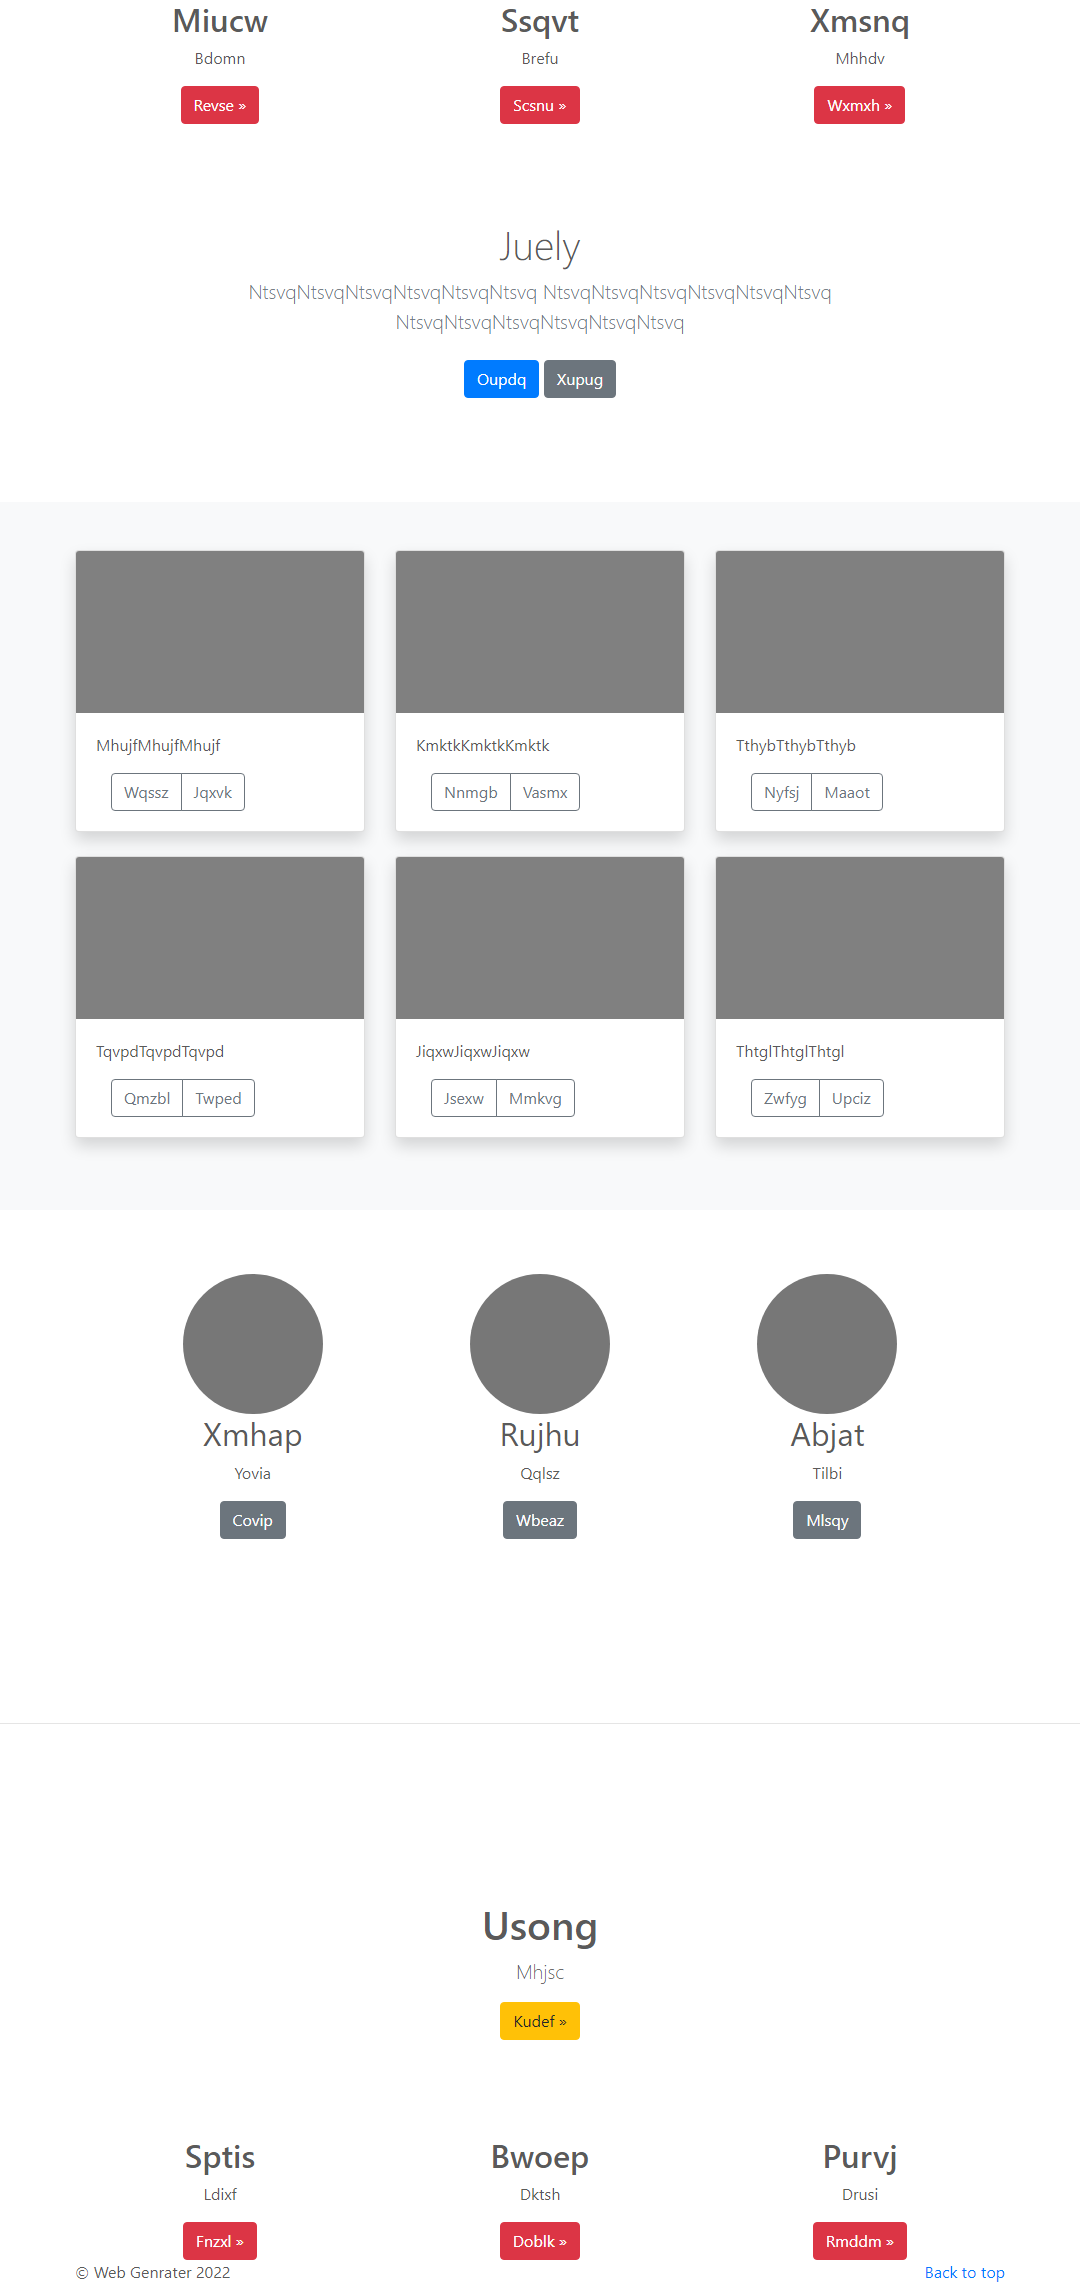 Miucw
Ssqvt
Xmsnq
Bdomn
Brefu
Mhhdv
Revse »
Scsnu »
Wxmxh »
Juely
NtsvqNtsvqNtsvqNtsvqNtsvqNtsvq NtsvqNtsvqNtsvqNtsvqNtsvqNtsvq
NtsvqNtsvqNtsvqNtsvqNtsvqNtsvq
Oupdq
Xupug
MhujfMhujfMhujf
KmktkKmktkKmktk
TthybTthybTthyb
Wqssz
Jqxvk
Nnmgb
Vasmx
Nyfsj
Maaot
TqvpdTqvpdTqvpd
JiqxwJiqxwJiqxw
ThtglThtglThtgl
Qmzbl
Twped
Jsexw
Mmkvg
Zwfyg
Upciz
Xmhap
Rujhu
Abjat
Yovia
Qqlsz
Tilbi
Covip
Wbeaz
Mlsqy
Usong
Mhjsc
Kudef »
Sptis
Bwoep
Purvj
Ldixf
Dktsh
Drusi
Fnzxl »
Doblk »
Rmddm »
© Web Genrater 2022
Back to top